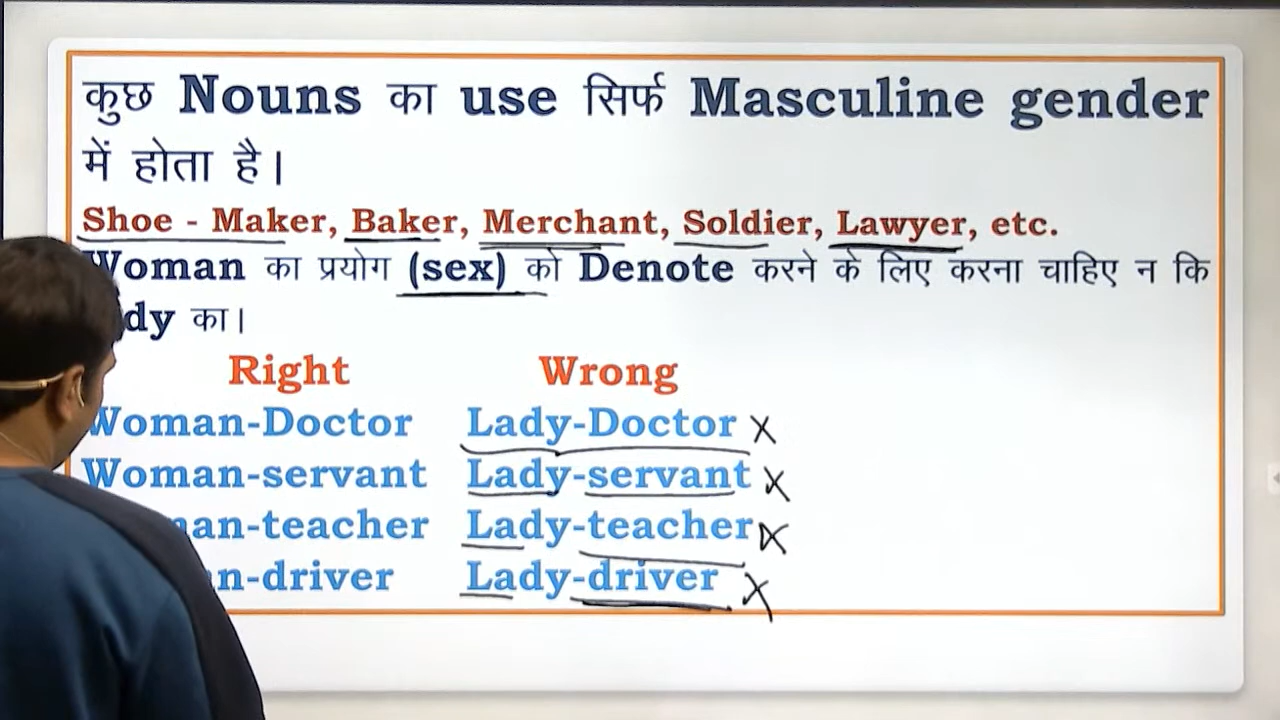 कुछ Nouns का use सिर्फ Masculine gender
में होता है।
Shoe - Maker, Baker, Merchant, Soldier, Lawyer, etc.
Woman का प्रयोग (sex) को Denote करने के लिए करना चाहिए न कि
dy का।
Right Wrong
Woman-Doctor Lady-Doctor X
Woman-servant Lady-servant X
an-teacher Lady-teacher X
n-driver Lady-driver X